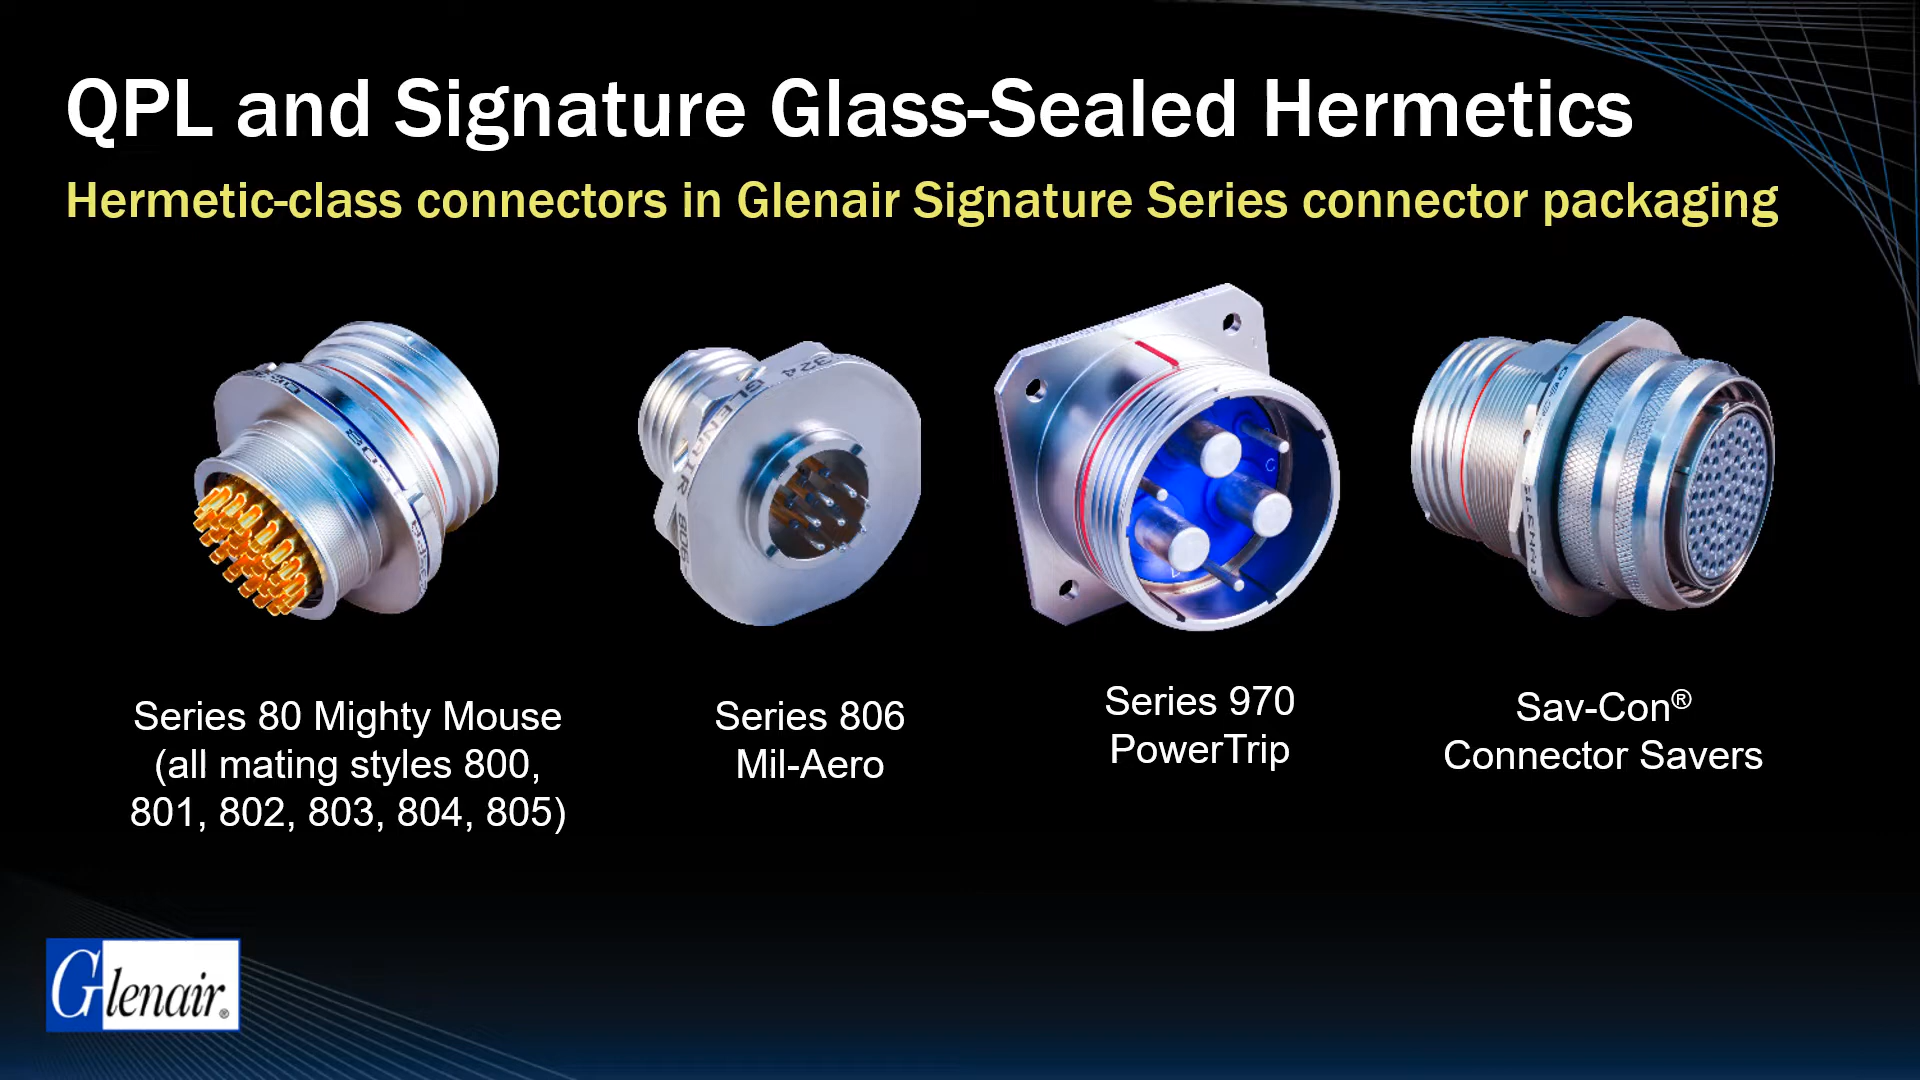 QPL and Signature Glass-Sealed Hermetics
Hermetic-class connectors in Glenair Signature Series connector packaging
Series 80 Mighty Mouse
(all mating styles 800,
801, 802, 803, 804, 805)
Series 806
Mil-Aero
Series 970
PowerTrip
Sav-Con®
Connector Savers
Glenair®